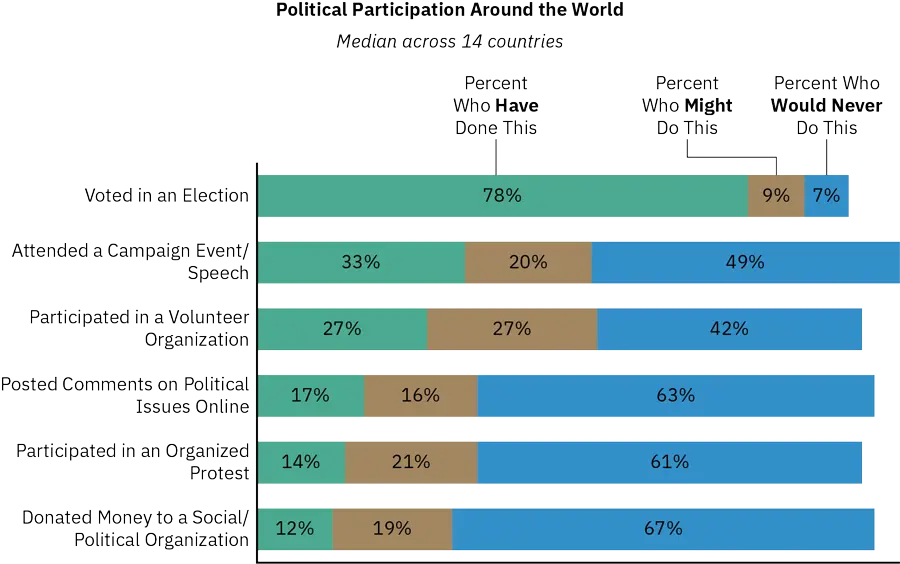 Political Participation Around the World
Median across 14 countries
Percent
Who Have
Done This
Percent
Who Might
Do This
Percent Who
Would Never
Do This
Voted in an Election
78%
9%
7%
Attended a Campaign Event/
Speech
33%
20%
49%
Participated in a Volunteer
Organization
27%
27%
42%
Posted Comments on Political
Issues Online
17%
16%
63%
Participated in an Organized
Protest
14%
21%
61%
Donated Money to a Social/
Political Organization
12%
19%
67%